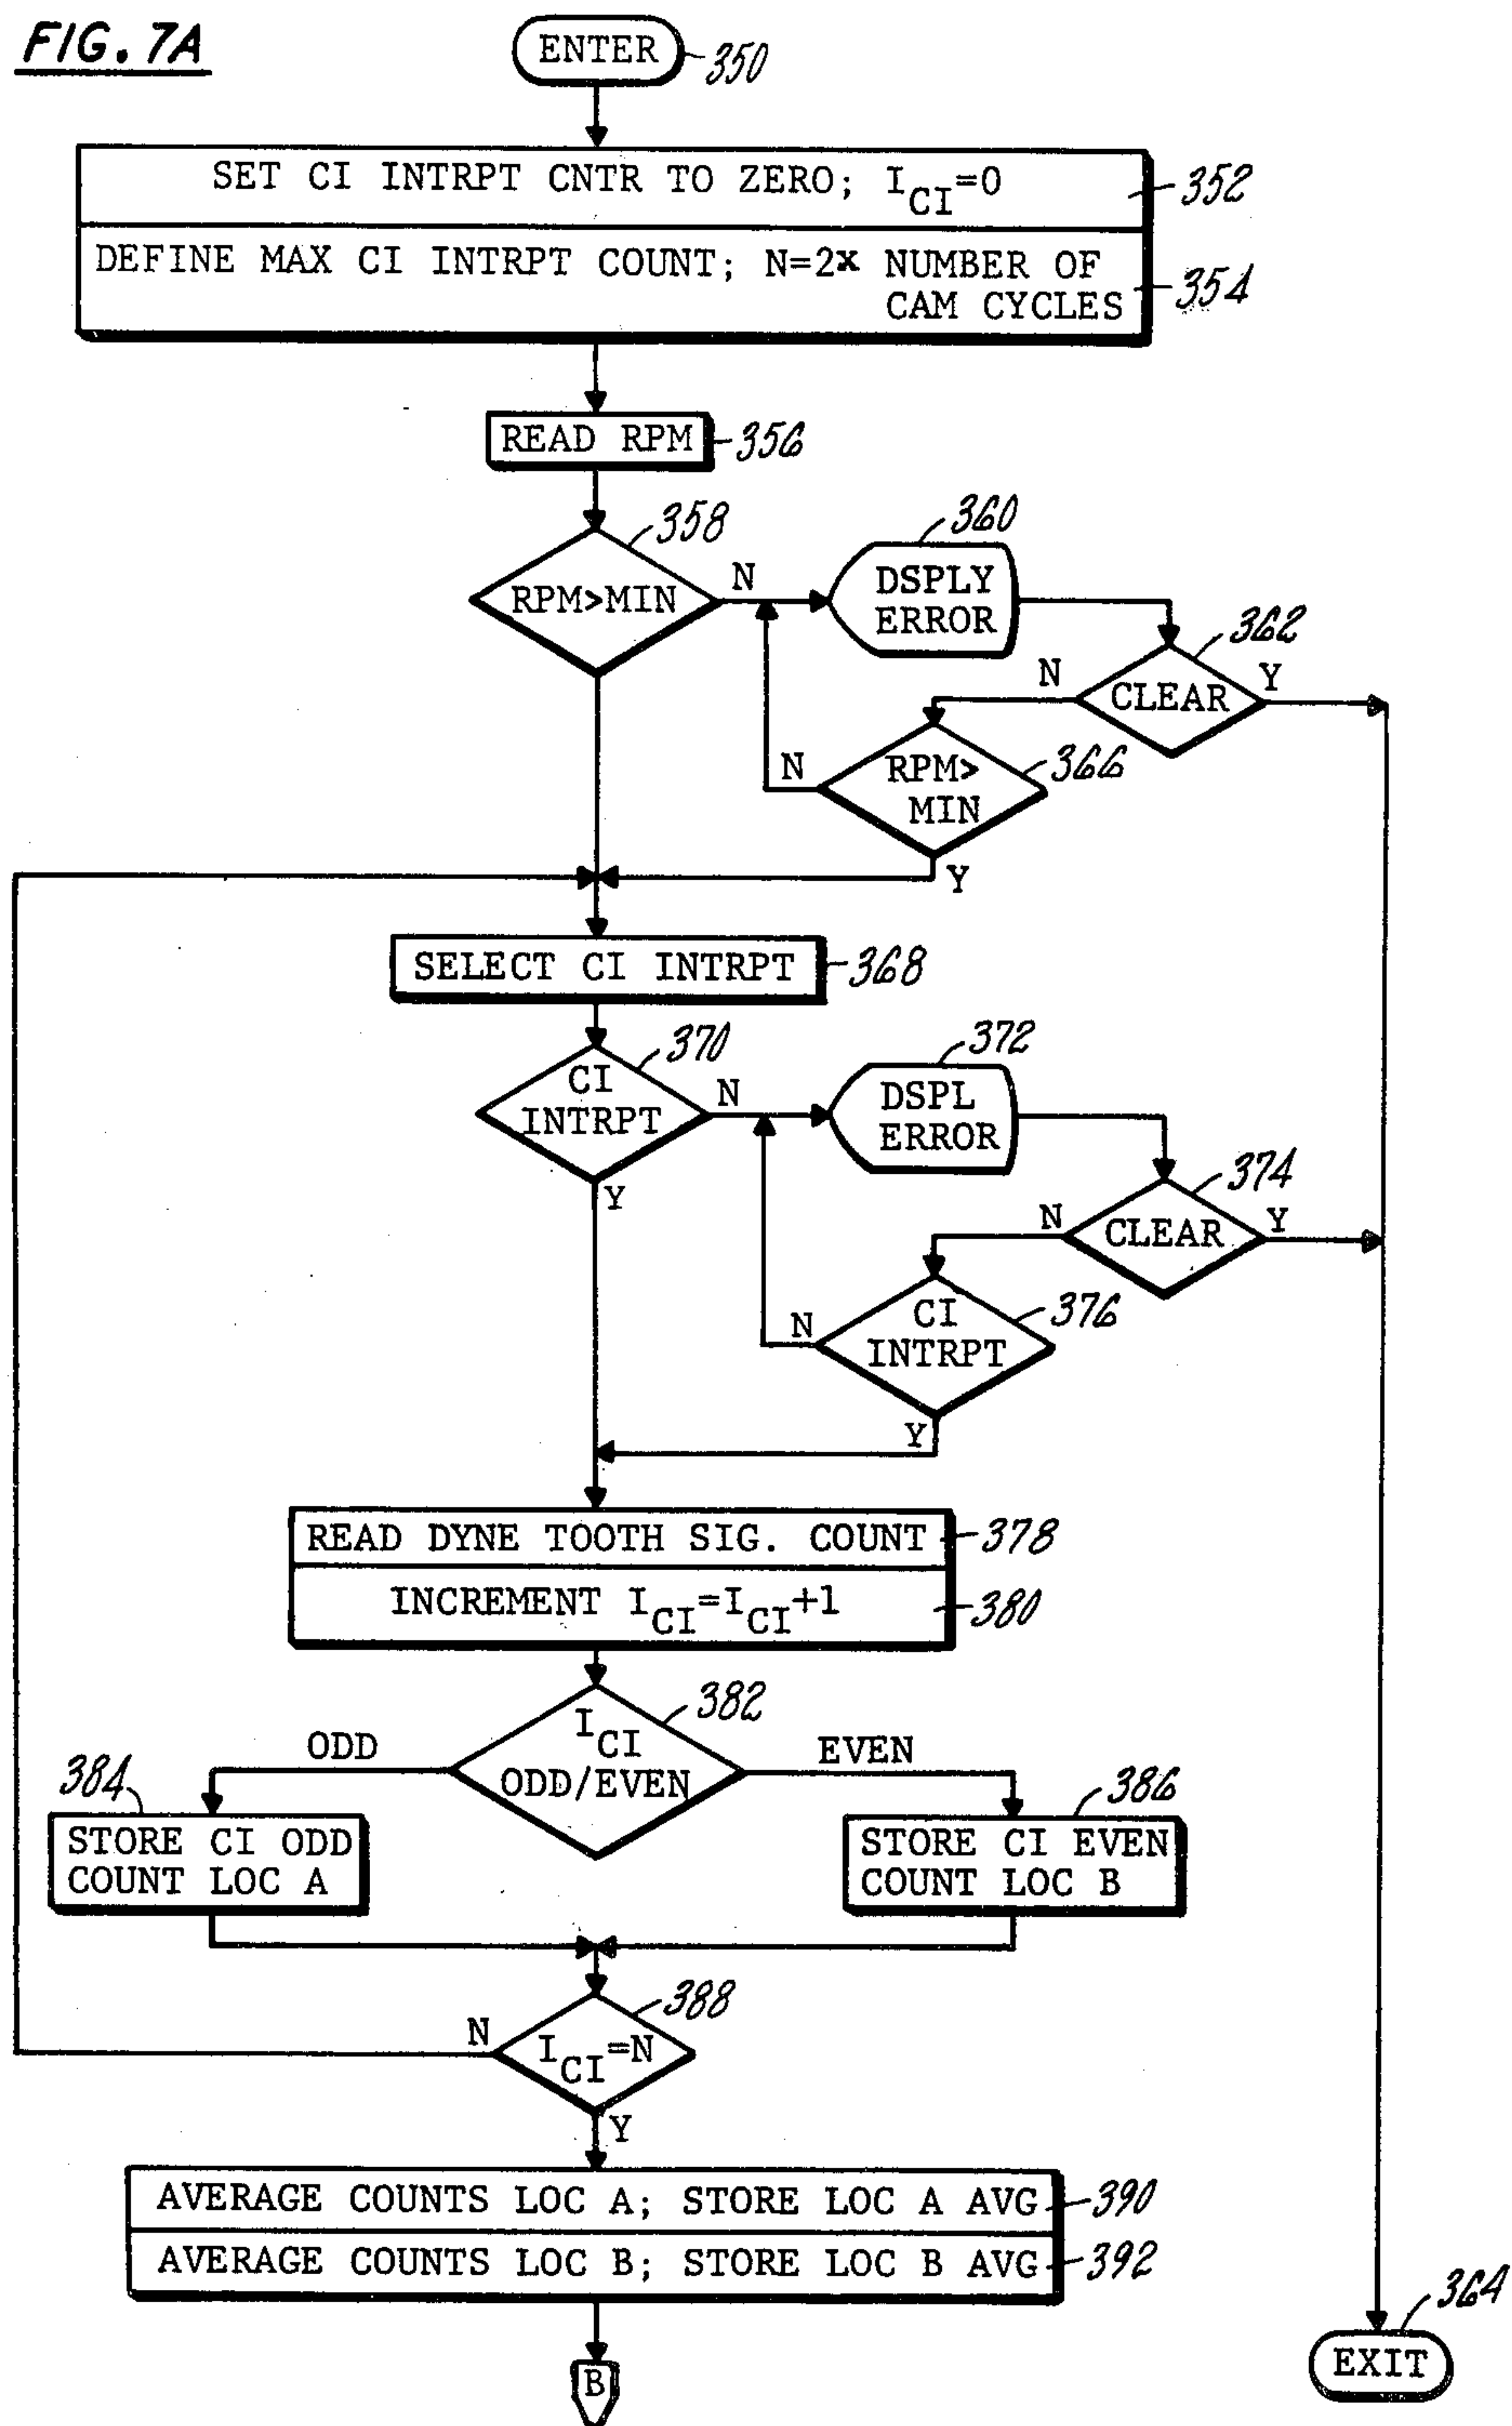 FIG. 7A
ENTER
350
SET CI INTRPT CNTR TO ZERO; I_CI=0
352
DEFINE MAX CI INTRPT COUNT; N=2x NUMBER OF
CAM CYCLES
354
READ RPM
356
358
RPM>MIN
N
360
DSPLY
ERROR
362
CLEAR
N
Y
366
RPM>
MIN
N
Y
SELECT CI INTRPT
368
370
CI
INTRPT
N
Y
372
DSPL
ERROR
374
CLEAR
N
Y
376
CI
INTRPT
N
Y
READ DYNE TOOTH SIG. COUNT
378
INCREMENT I_CI=I_CI+1
380
382
I_CI
ODD/EVEN
ODD
EVEN
384
STORE CI ODD
COUNT LOC A
386
STORE CI EVEN
COUNT LOC B
388
I_CI=N
N
Y
AVERAGE COUNTS LOC A; STORE LOC A AVG
390
AVERAGE COUNTS LOC B; STORE LOC B AVG
392
B
364
EXIT